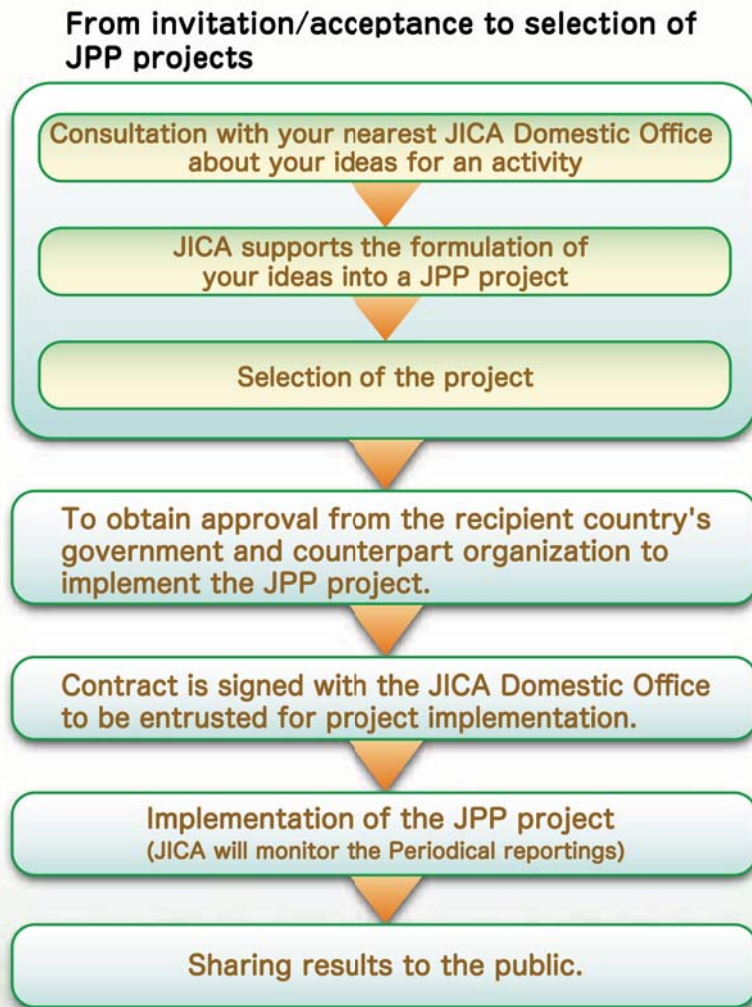 From invitation/acceptance to selection of
JPP projects
Consultation with your nearest JICA Domestic Office
about your ideas for an activity
JICA supports the formulation of
your ideas into a JPP project
Selection of the project
To obtain approval from the recipient country's
government and counterpart organization to
implement the JPP project.
Contract is signed with the JICA Domestic Office
to be entrusted for project implementation.
Implementation of the JPP project
(JICA will monitor the Periodical reportings)
Sharing results to the public.